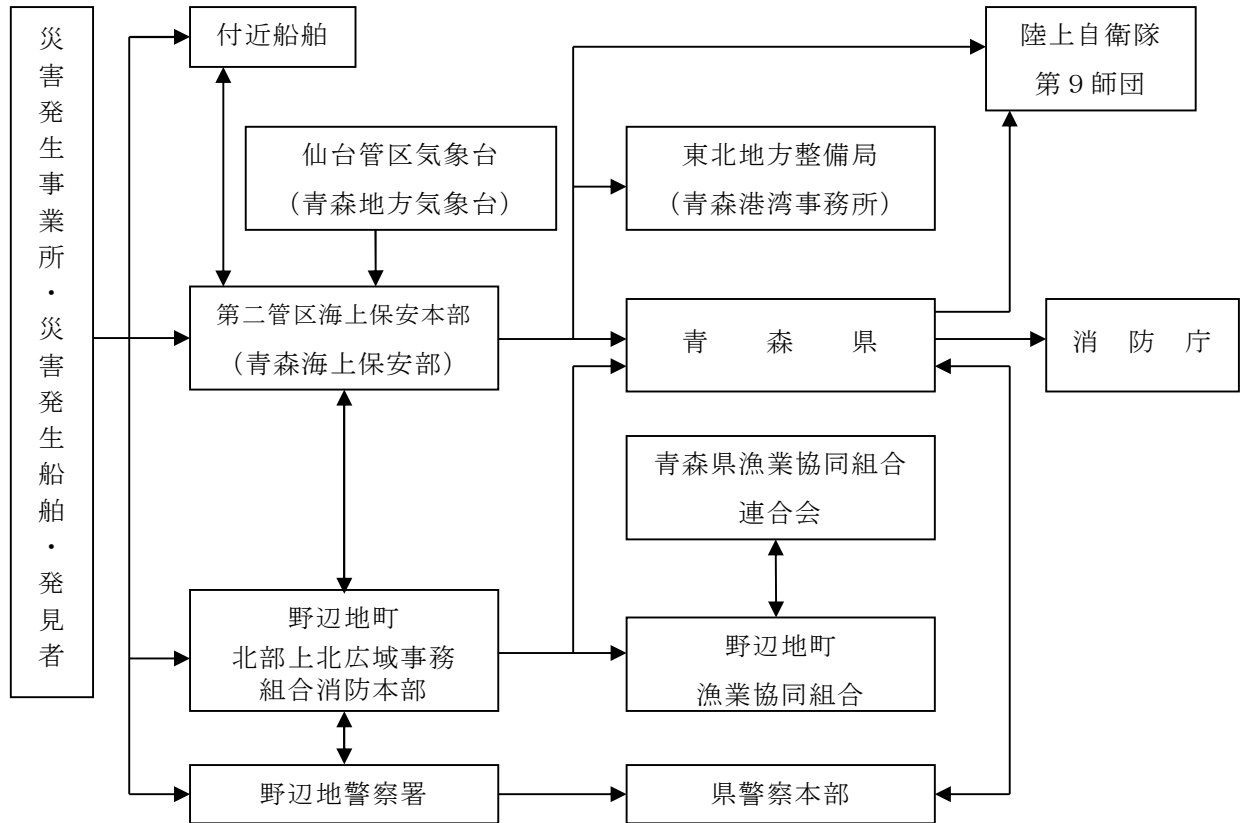 災害発生事業所・災害発生船舶・発見者
付近船舶
陸上自衛隊
第９師団
仙台管区気象台
（青森地方気象台）
東北地方整備局
（青森港湾事務所）
第二管区海上保安本部
（青森海上保安部）
青　森　県
消　防　庁
青森県漁業協同組合
連合会
野辺地町
北部上北広域事務
組合消防本部
野辺地町
漁業協同組合
野辺地警察署
県警察本部